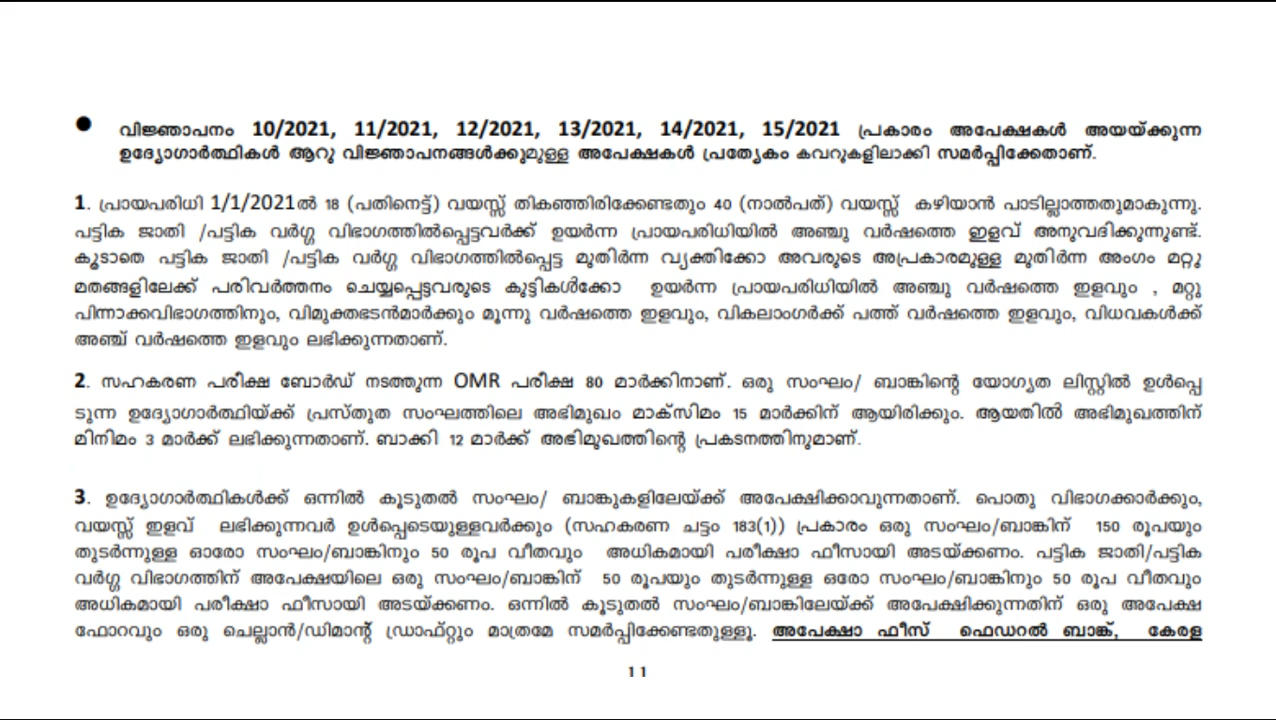 ● വിജ്ഞാപനം 10/2021, 11/2021, 12/2021, 13/2021, 14/2021, 15/2021 പ്രകാരം അപേക്ഷകൾ അയയ്ക്കുന്ന
ഉദ്യോഗാർത്ഥികൾ ആറു വിജ്ഞാപനങ്ങൾക്കുമുള്ള അപേക്ഷകൾ പ്രത്യേകം കവറുകളിലാക്കി സമർപ്പിക്കേതാണ്.
1. പ്രായപരിധി 1/1/2021ൽ 18 (പതിനെട്ട്) വയസ്സ് തികഞ്ഞിരിക്കേണ്ടതും 40 (നാൽപത്) വയസ്സ് കഴിയാൻ പാടില്ലാത്തതുമാകുന്നു.
പട്ടിക ജാതി /പട്ടിക വർഗ്ഗ വിഭാഗത്തിൽപ്പെട്ടവർക്ക് ഉയർന്ന പ്രായപരിധിയിൽ അഞ്ചു വർഷത്തെ ഇളവ് അനുവദിക്കുന്നുണ്ട്.
കൂടാതെ പട്ടിക ജാതി /പട്ടിക വർഗ്ഗ വിഭാഗത്തിൽപ്പെട്ട മുതിർന്ന വ്യക്തിക്കോ അവരുടെ അപ്രകാരമുള്ള മുതിർന്ന അംഗം മറ്റു
മതങ്ങളിലേക്ക് പരിവർത്തനം ചെയ്യപ്പെട്ടവരുടെ കുട്ടികൾക്കോ ഉയർന്ന പ്രായപരിധിയിൽ അഞ്ചു വർഷത്തെ ഇളവും , മറ്റു
പിന്നാക്കവിഭാഗത്തിനും, വിമുക്തഭടൻമാർക്കും മൂന്നു വർഷത്തെ ഇളവും, വികലാംഗർക്ക് പത്ത് വർഷത്തെ ഇളവും, വിധവകൾക്ക്
അഞ്ച് വർഷത്തെ ഇളവും ലഭിക്കുന്നതാണ്.
2. സഹകരണ പരീക്ഷ ബോർഡ് നടത്തുന്ന OMR പരീക്ഷ 80 മാർക്കിനാണ്. ഒരു സംഘം/ ബാങ്കിന്റെ യോഗ്യത ലിസ്റ്റിൽ ഉൾപ്പെ
ടുന്ന ഉദ്യോഗാർത്ഥിയ്ക്ക് പ്രസ്തുത സംഘത്തിലെ അഭിമുഖം മാക്സിമം 15 മാർക്കിന് ആയിരിക്കും. ആയതിൽ അഭിമുഖത്തിന്
മിനിമം 3 മാർക്ക് ലഭിക്കുന്നതാണ്. ബാക്കി 12 മാർക്ക് അഭിമുഖത്തിന്റെ പ്രകടനത്തിനുമാണ്.
3. ഉദ്യോഗാർത്ഥികൾക്ക് ഒന്നിൽ കൂടുതൽ സംഘം/ ബാങ്കുകളിലേയ്ക്ക് അപേക്ഷിക്കാവുന്നതാണ്. പൊതു വിഭാഗക്കാർക്കും,
വയസ്സ് ഇളവ് ലഭിക്കുന്നവർ ഉൾപ്പെടെയുള്ളവർക്കും (സഹകരണ ചട്ടം 183(1)) പ്രകാരം ഒരു സംഘം/ബാങ്കിന് 150 രൂപയും
തുടർന്നുള്ള ഓരോ സംഘം/ബാങ്കിനും 50 രൂപ വീതവും അധികമായി പരീക്ഷാ ഫീസായി അടയ്ക്കണം. പട്ടിക ജാതി/പട്ടിക
വർഗ്ഗ വിഭാഗത്തിന് അപേക്ഷയിലെ ഒരു സംഘം/ബാങ്കിന് 50 രൂപയും തുടർന്നുള്ള ഒരോ സംഘം/ബാങ്കിനും 50 രൂപ വീതവും
അധികമായി പരീക്ഷാ ഫീസായി അടയ്ക്കണം. ഒന്നിൽ കൂടുതൽ സംഘം/ബാങ്കിലേയ്ക്ക് അപേക്ഷിക്കുന്നതിന് ഒരു അപേക്ഷ
ഫോറവും ഒരു ചെല്ലാൻ/ഡിമാന്റ് ഡ്രാഫ്റ്റും മാത്രമേ സമർപ്പിക്കേണ്ടതുള്ളൂ. അപേക്ഷാ ഫീസ് ഫെഡറൽ ബാങ്ക്, കേരള
11